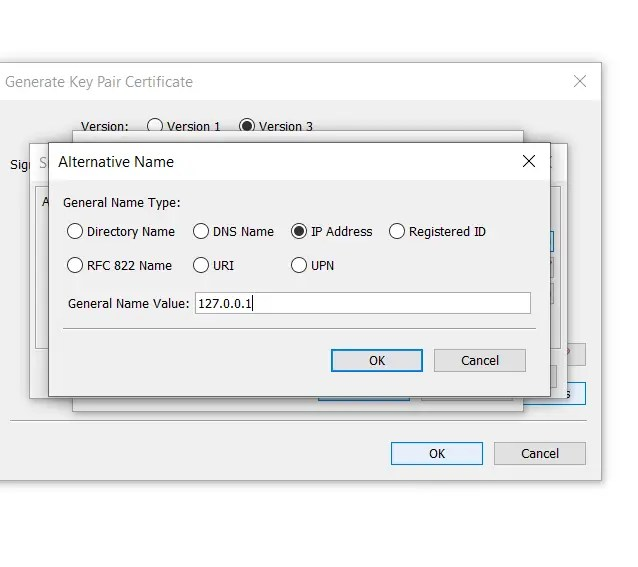 Generate Key Pair Certificate
Version: Version 1 Version 3
Sig
S
Alternative Name
A
General Name Type:
Directory Name DNS Name IP Address Registered ID
RFC 822 Name URI UPN
General Name Value: 127.0.0.1
OK Cancel
s
OK Cancel